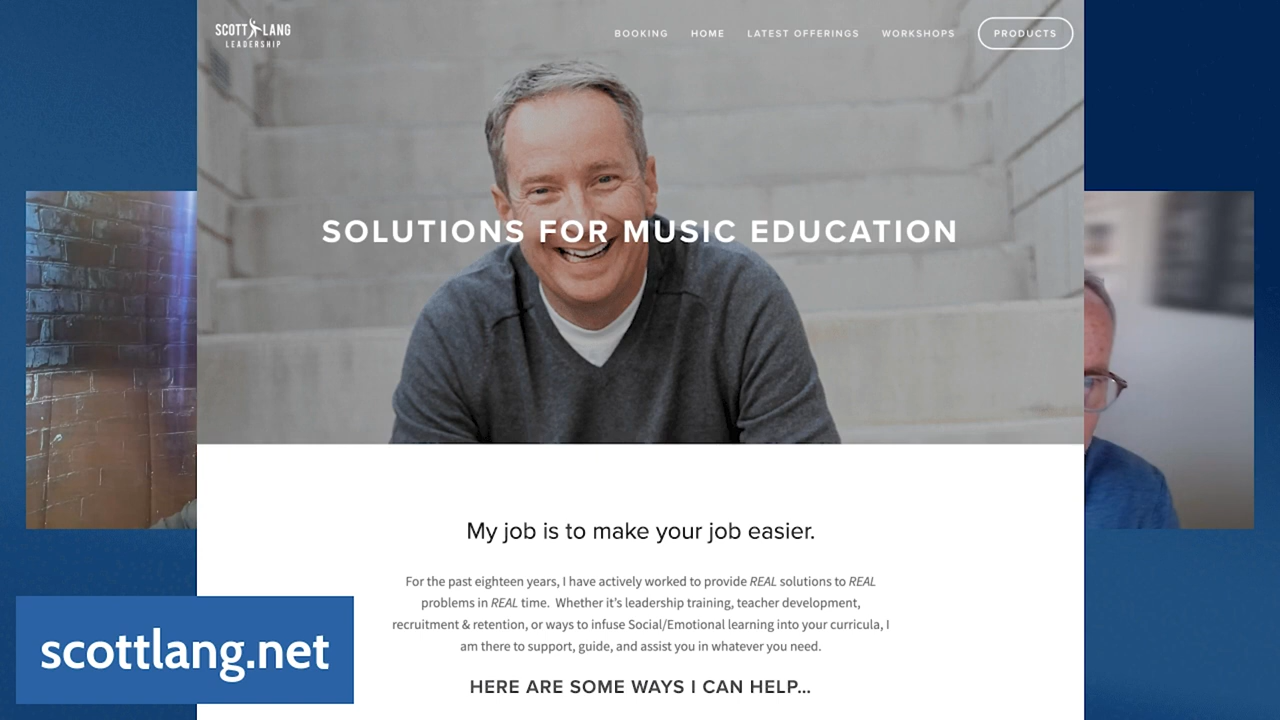 SCOTT LANG
LEADERSHIP
BOOKING HOME LATEST OFFERINGS WORKSHOPS PRODUCTS
SOLUTIONS FOR MUSIC EDUCATION
My job is to make your job easier.
For the past eighteen years, I have actively worked to provide REAL solutions to REAL
problems in REAL time. Whether it's leadership training, teacher development,
recruitment & retention, or ways to infuse Social/Emotional learning into your curricula, I
am there to support, guide, and assist you in whatever you need.
HERE ARE SOME WAYS I CAN HELP...
scottlang.net